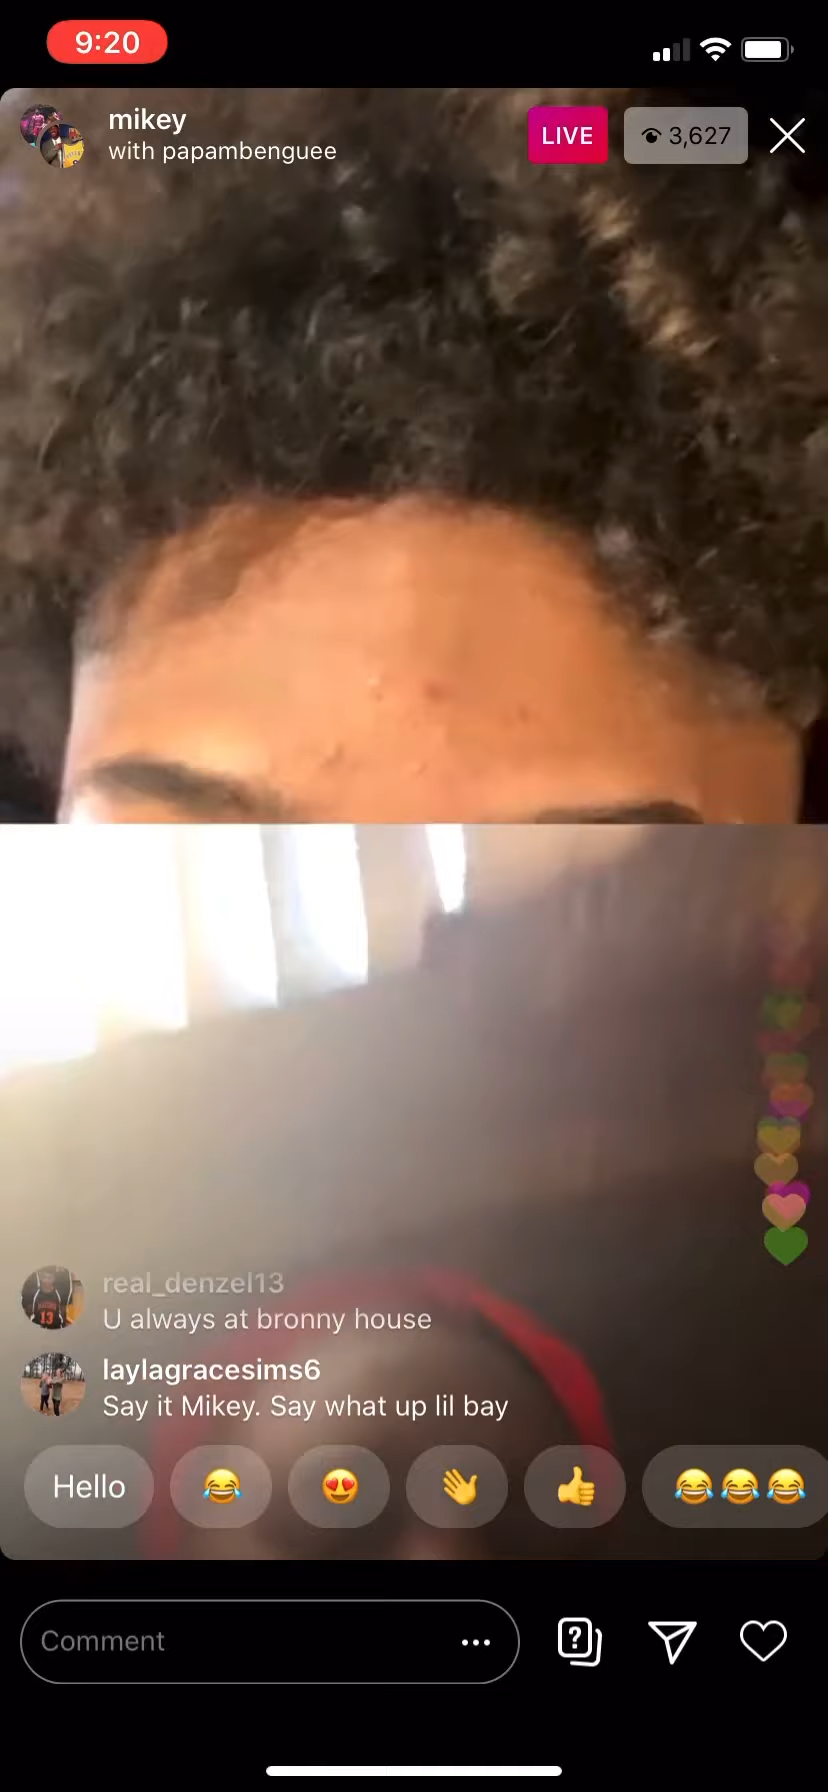 9:20
mikey
with papambenguee
LIVE
3,627
real_denzel13
U always at bronny house
13
laylagracesims6
Say it Mikey. Say what up lil bay
Hello
Comment